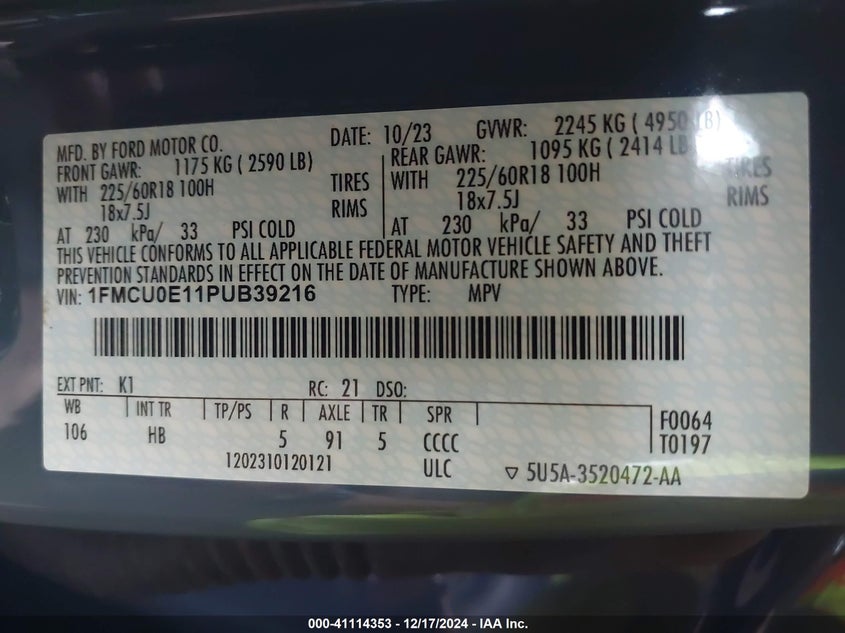 MFD. BY FORD MOTOR CO. DATE: 10/23 GVWR: 2245 KG ( 4950 LB)
FRONT GAWR: 1175 KG ( 2590 LB) REAR GAWR: 1095 KG ( 2414 LB
WITH 225/60R18 100H TIRES WITH 225/60R18 100H TIRES
18x7.5J RIMS 18x7.5J RIMS
AT 230 kPa/ 33 PSI COLD AT 230 kPa/ 33 PSI COLD
THIS VEHICLE CONFORMS TO ALL APPLICABLE FEDERAL MOTOR VEHICLE SAFETY AND THEFT
PREVENTION STANDARDS IN EFFECT ON THE DATE OF MANUFACTURE SHOWN ABOVE.
VIN: 1FMCU0E11PUB39216 TYPE: MPV
EXT PNT: K1 RC: 21 DSO:
WB INT TR TP/PS R AXLE TR SPR F0064
106 HB 5 91 5 CCCC T0197
1202310120121 ULC ▽ 5U5A-3520472-AA
000-41114353 - 12/17/2024 - IAA Inc.